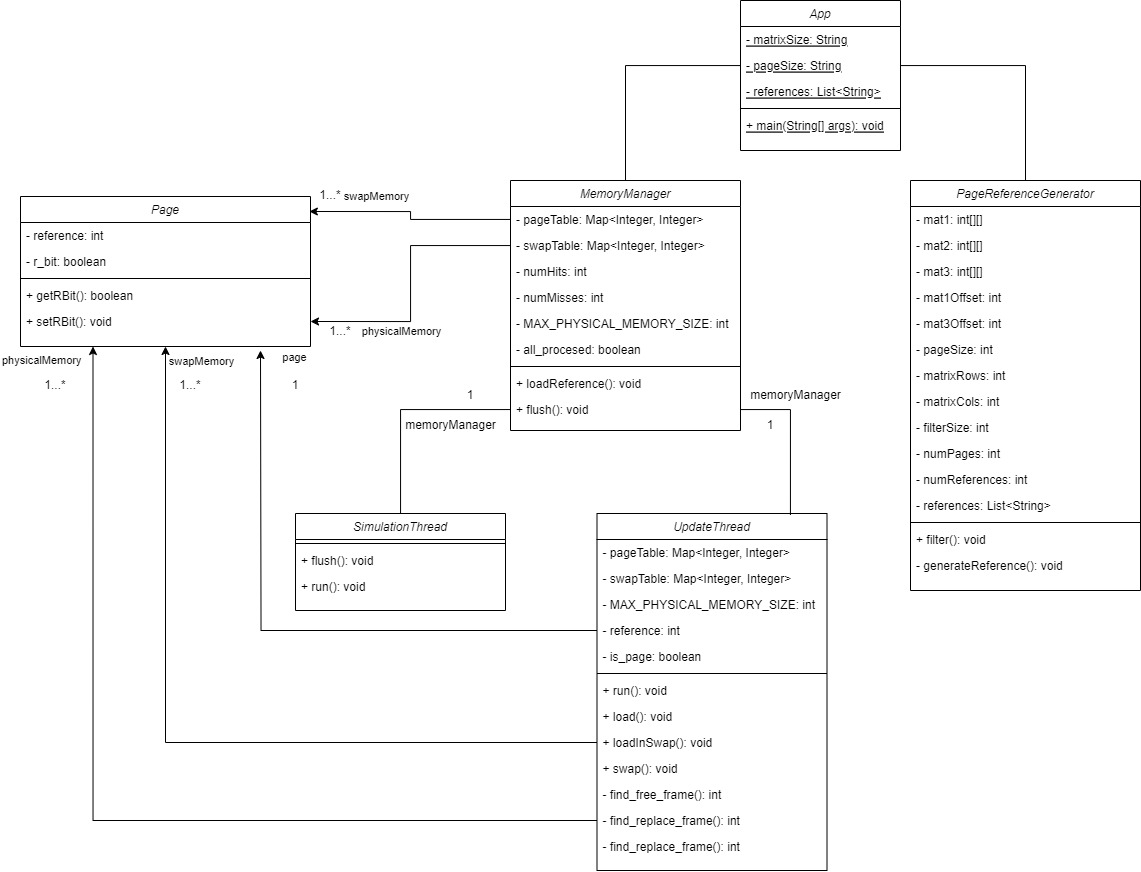 App
- matrixSize: String
- pageSize: String
- references: List<String>
+ main(String[] args): void
Page
- reference: int
- r_bit: boolean
+ getRBit(): boolean
+ setRBit(): void
1...* swapMemory
1...* physicalMemory
MemoryManager
- pageTable: Map<Integer, Integer>
- swapTable: Map<Integer, Integer>
- numHits: int
- numMisses: int
- MAX_PHYSICAL_MEMORY_SIZE: int
- all_procesed: boolean
+ loadReference(): void
+ flush(): void
PageReferenceGenerator
- mat1: int[][]
- mat2: int[][]
- mat3: int[][]
- mat1Offset: int
- mat3Offset: int
- pageSize: int
- matrixRows: int
- matrixCols: int
- filterSize: int
- numPages: int
- numReferences: int
- references: List<String>
+ filter(): void
- generateReference(): void
physicalMemory
1...*
swapMemory
1...*
page
1
1
memoryManager
memoryManager
1
SimulationThread
+ flush(): void
+ run(): void
UpdateThread
- pageTable: Map<Integer, Integer>
- swapTable: Map<Integer, Integer>
- MAX_PHYSICAL_MEMORY_SIZE: int
- reference: int
- is_page: boolean
+ run(): void
+ load(): void
+ loadInSwap(): void
+ swap(): void
- find_free_frame(): int
- find_replace_frame(): int
- find_replace_frame(): int